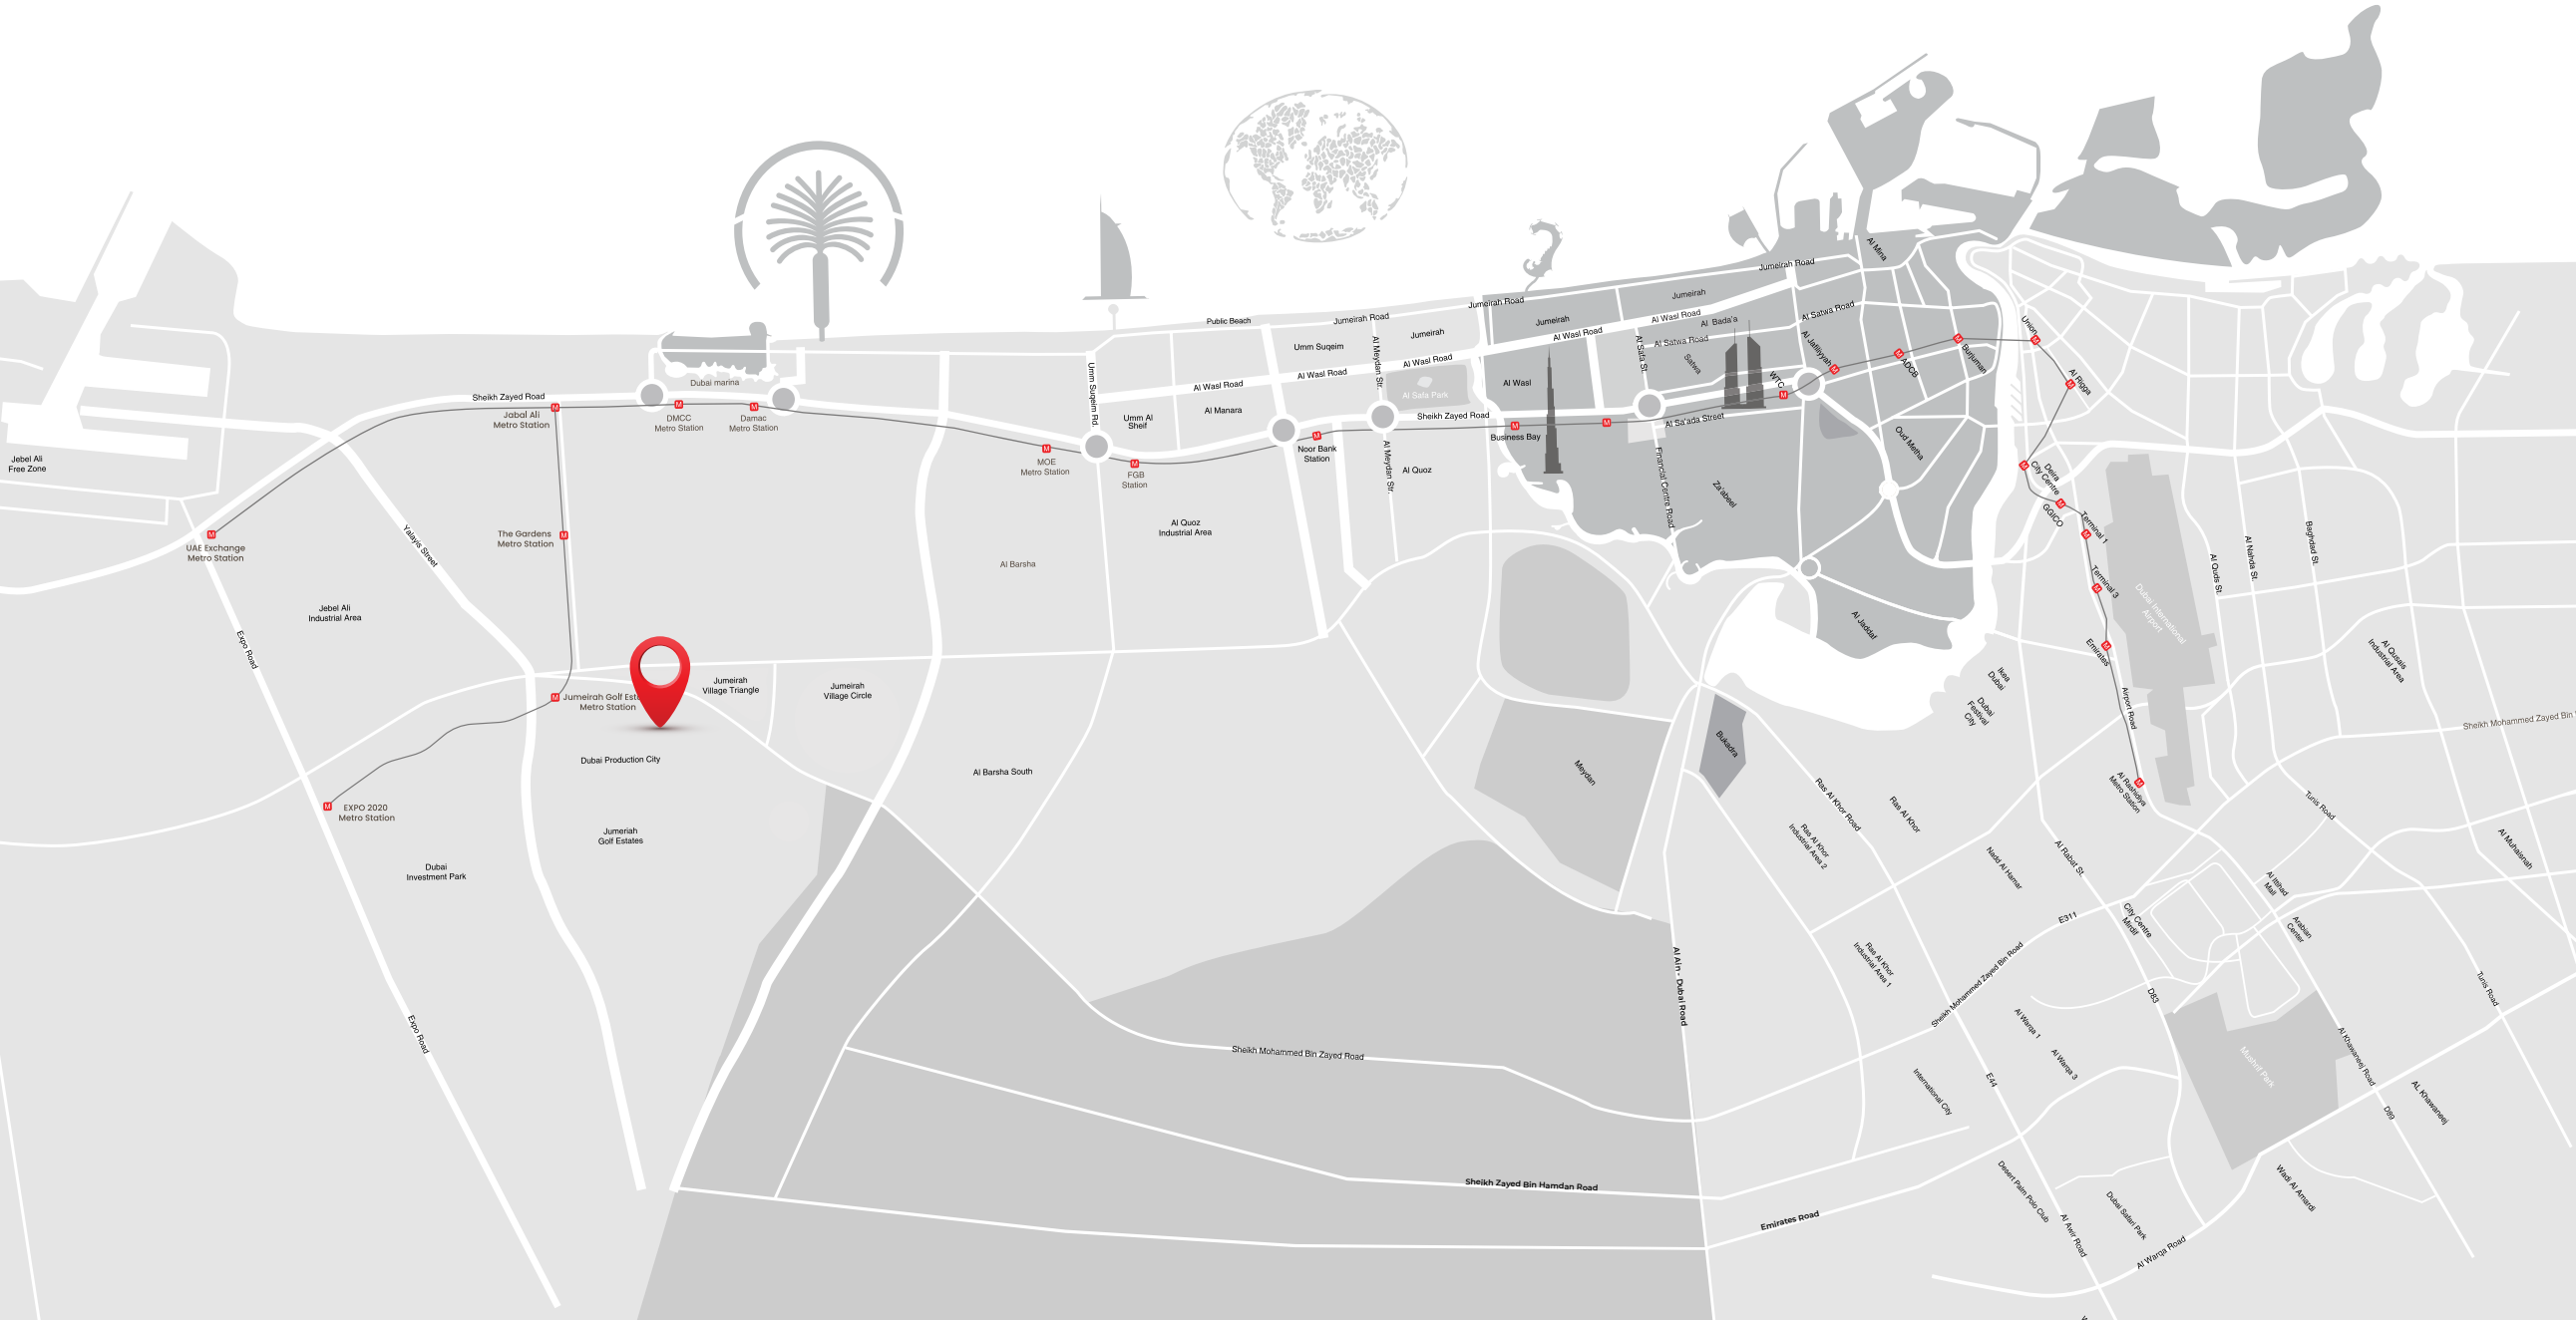 Jebel Ali
Free Zone
UAE Exchange
Metro Station
Expo Road
Expo Road
Jebel Ali
Industrial Area
Yalayis Street
Sheikh Zayed Road
Jabal Ali
Metro Station
The Gardens
Metro Station
Jumeirah Golf Est
Metro Station
EXPO 2020
Metro Station
Dubai
Investment Park
Dubai Production City
Jumeriah
Golf Estates
Dubai marina
DMCC
Metro Station
Damac
Metro Station
Jumeirah
Village Triangle
Jumeirah
Village Circle
Al Barsha
Al Barsha South
MOE
Metro Station
Umm Suqeim Rd.
FGB
Station
Umm Al
Sheif
Al Manara
Al Quoz
Industrial Area
Public Beach
Al Wasl Road
Umm Suqeim
Al Wasl Road
Noor Bank
Station
Jumeirah Road
Al Meydan Str.
Al Meydan Str.
Jumeirah
Al Wasl Road
Al Safa Park
Sheikh Zayed Road
Al Quoz
Jumeirah Road
Jumeirah
Al Wasl Road
Al Wasl
Business Bay
Jumeirah
Al Wasl Road
Al Bada'a
Al Satwa Road
Al Safa St.
Satwa
Al Sa'ada Street
Financial Centre Road
Za'abeel
WTC
Jumeirah Road
Al Mina
Al Satwa Road
Al Jafiliyyah
ADCB
Burjuman
Oud Metha
Al Jaddaf
Union
Al Rigga
Deira
City Centre
GGICO
Terminal 1
Terminal 3
Emirates
Airport Road
Dubai International
Airport
Al Rashidiya
Metro Station
Al Quds St.
Al Nahda St.
Baghdad St.
Al Qusais
Industrial Area
Sheikh Mohammed Zayed Bin
Ikea
Dubai
Dubai
Festival
City
Meydan
Bukadra
Ras Al Khor Road
Ras Al Khor
Ras Al Khor
Industrial Area 2
Ras Al Khor
Industrial Area 1
Nadd Al Hamar
Al Rabat St.
E311
Sheikh Mohammed Zayed Bin Road
City Centre
Mirdif
Al Ittihad
Mall
Arabian
Center
Tunis Road
Al Muhaisnah
Tunis Road
D83
Al Warqa 1
Al Warqa 3
E44
International City
Mushrif Park
Al Khawaneej Road
D89
AL Khawaneej
Wadi Al Amardi
Desert Palm Polo Club
Dubai Safari Park
Al Awir Road
Al Warqa Road
Al Ain - Dubai Road
Sheikh Mohammed Bin Zayed Road
Sheikh Zayed Bin Hamdan Road
Emirates Road